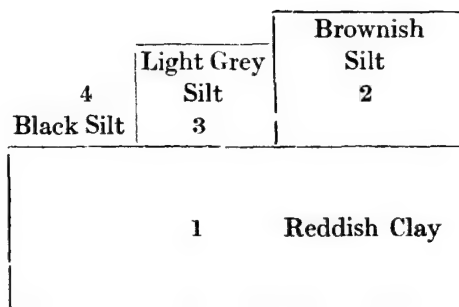 Brownish
Light Grey Silt
4 Silt 2
Black Silt 3
1 Reddish Clay